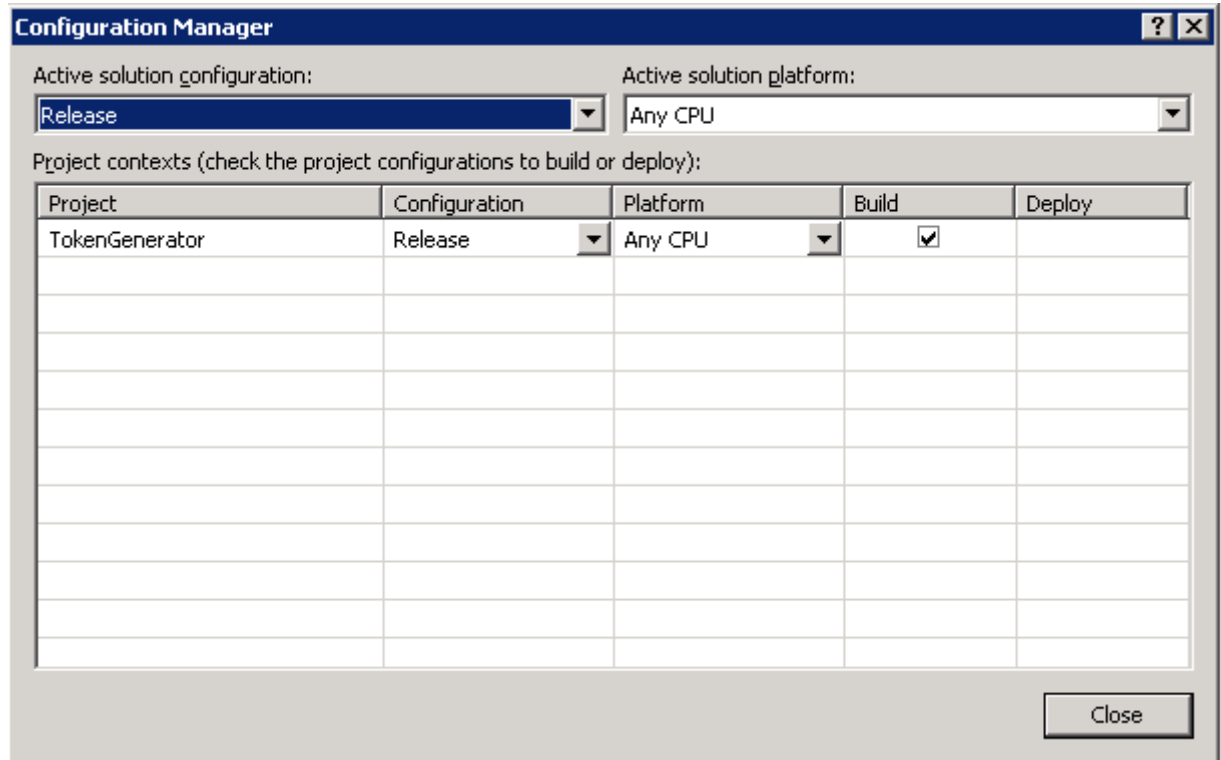 Configuration Manager
Active solution configuration: Active solution platform:
Release Any CPU
Project contexts (check the project configurations to build or deploy):
Project Configuration Platform Build Deploy
TokenGenerator Release Any CPU
Close